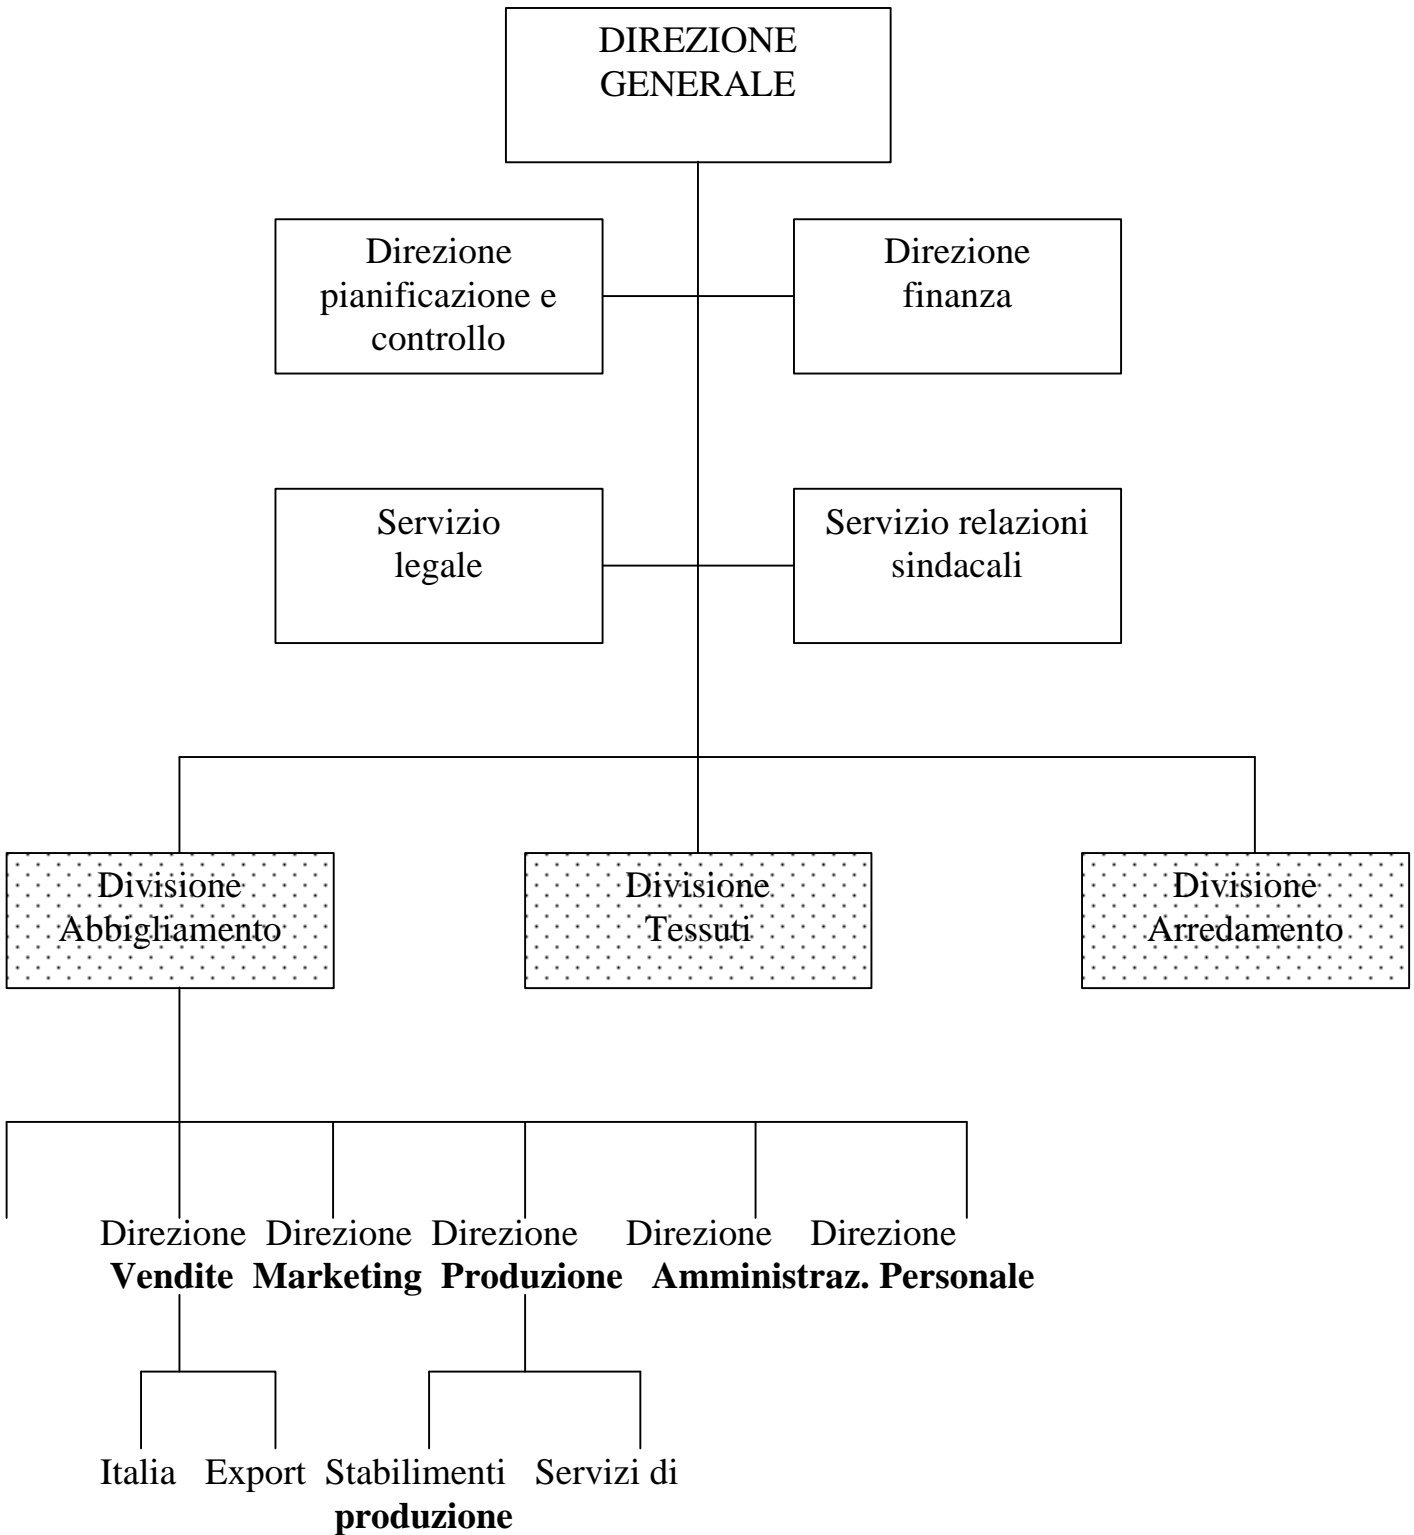 DIREZIONE
GENERALE
Direzione
pianificazione e
controllo
Direzione
finanza
Servizio
legale
Servizio relazioni
sindacali
Divisione
Abbigliamento
Divisione
Tessuti
Divisione
Arredamento
Direzione Direzione Direzione Direzione Direzione
Vendite Marketing Produzione Amministraz. Personale
Italia Export Stabilimenti Servizi di
produzione